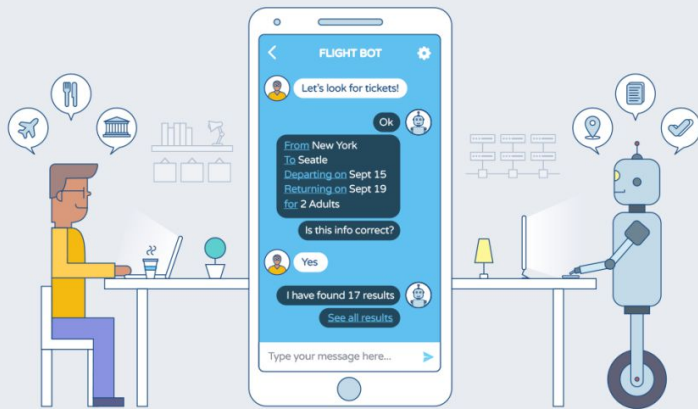 FLIGHT BOT
Let's look for tickets!
Ok
From New York
To Seatle
Departing on Sept 15
Returning on Sept 19
for 2 Adults
Is this info correct?
Yes
I have found 17 results
See all results
Type your message here...